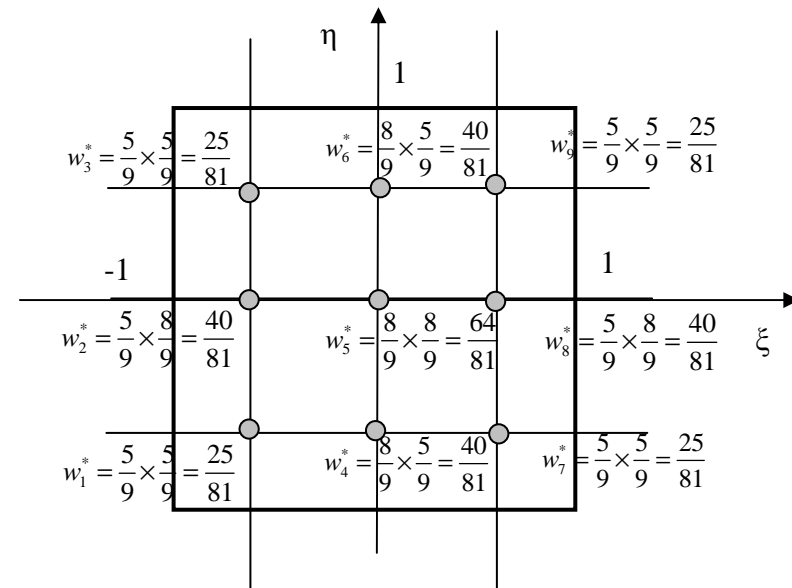 η
1
w₃* = 5/9 × 5/9 = 25/81
w₆* = 8/9 × 5/9 = 40/81
w₉* = 5/9 × 5/9 = 25/81
-1
1
w₂* = 5/9 × 8/9 = 40/81
w₅* = 8/9 × 8/9 = 64/81
w₈* = 5/9 × 8/9 = 40/81
ξ
w₁* = 5/9 × 5/9 = 25/81
w₄* = 8/9 × 5/9 = 40/81
w₇* = 5/9 × 5/9 = 25/81